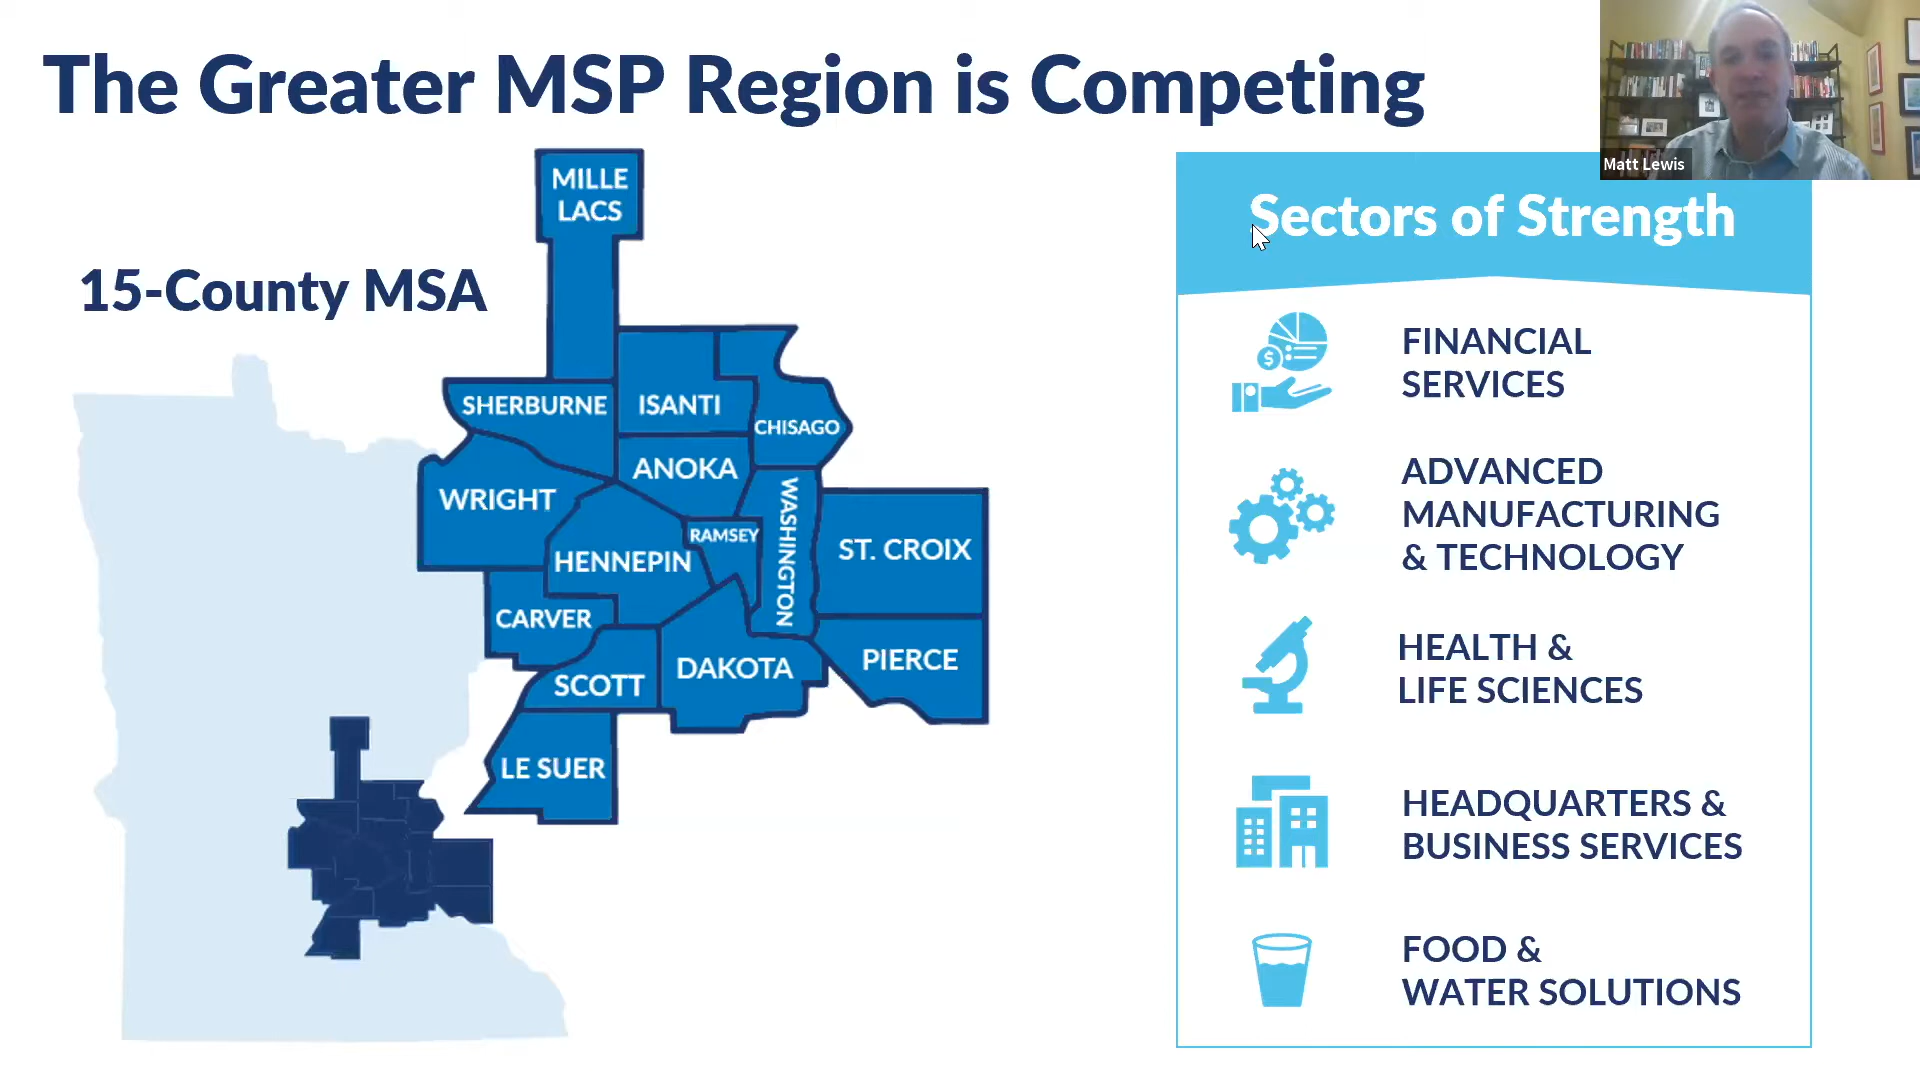 The Greater MSP Region is Competing
Matt Lewis
15-County MSA
MILLE
LACS
SHERBURNE
ISANTI
CHISAGO
ANOKA
WRIGHT
WASHINGTON
RAMSEY
ST. CROIX
HENNEPIN
CARVER
PIERCE
DAKOTA
SCOTT
LE SUER
Sectors of Strength
$
FINANCIAL
SERVICES
ADVANCED
MANUFACTURING
& TECHNOLOGY
HEALTH &
LIFE SCIENCES
HEADQUARTERS &
BUSINESS SERVICES
FOOD &
WATER SOLUTIONS